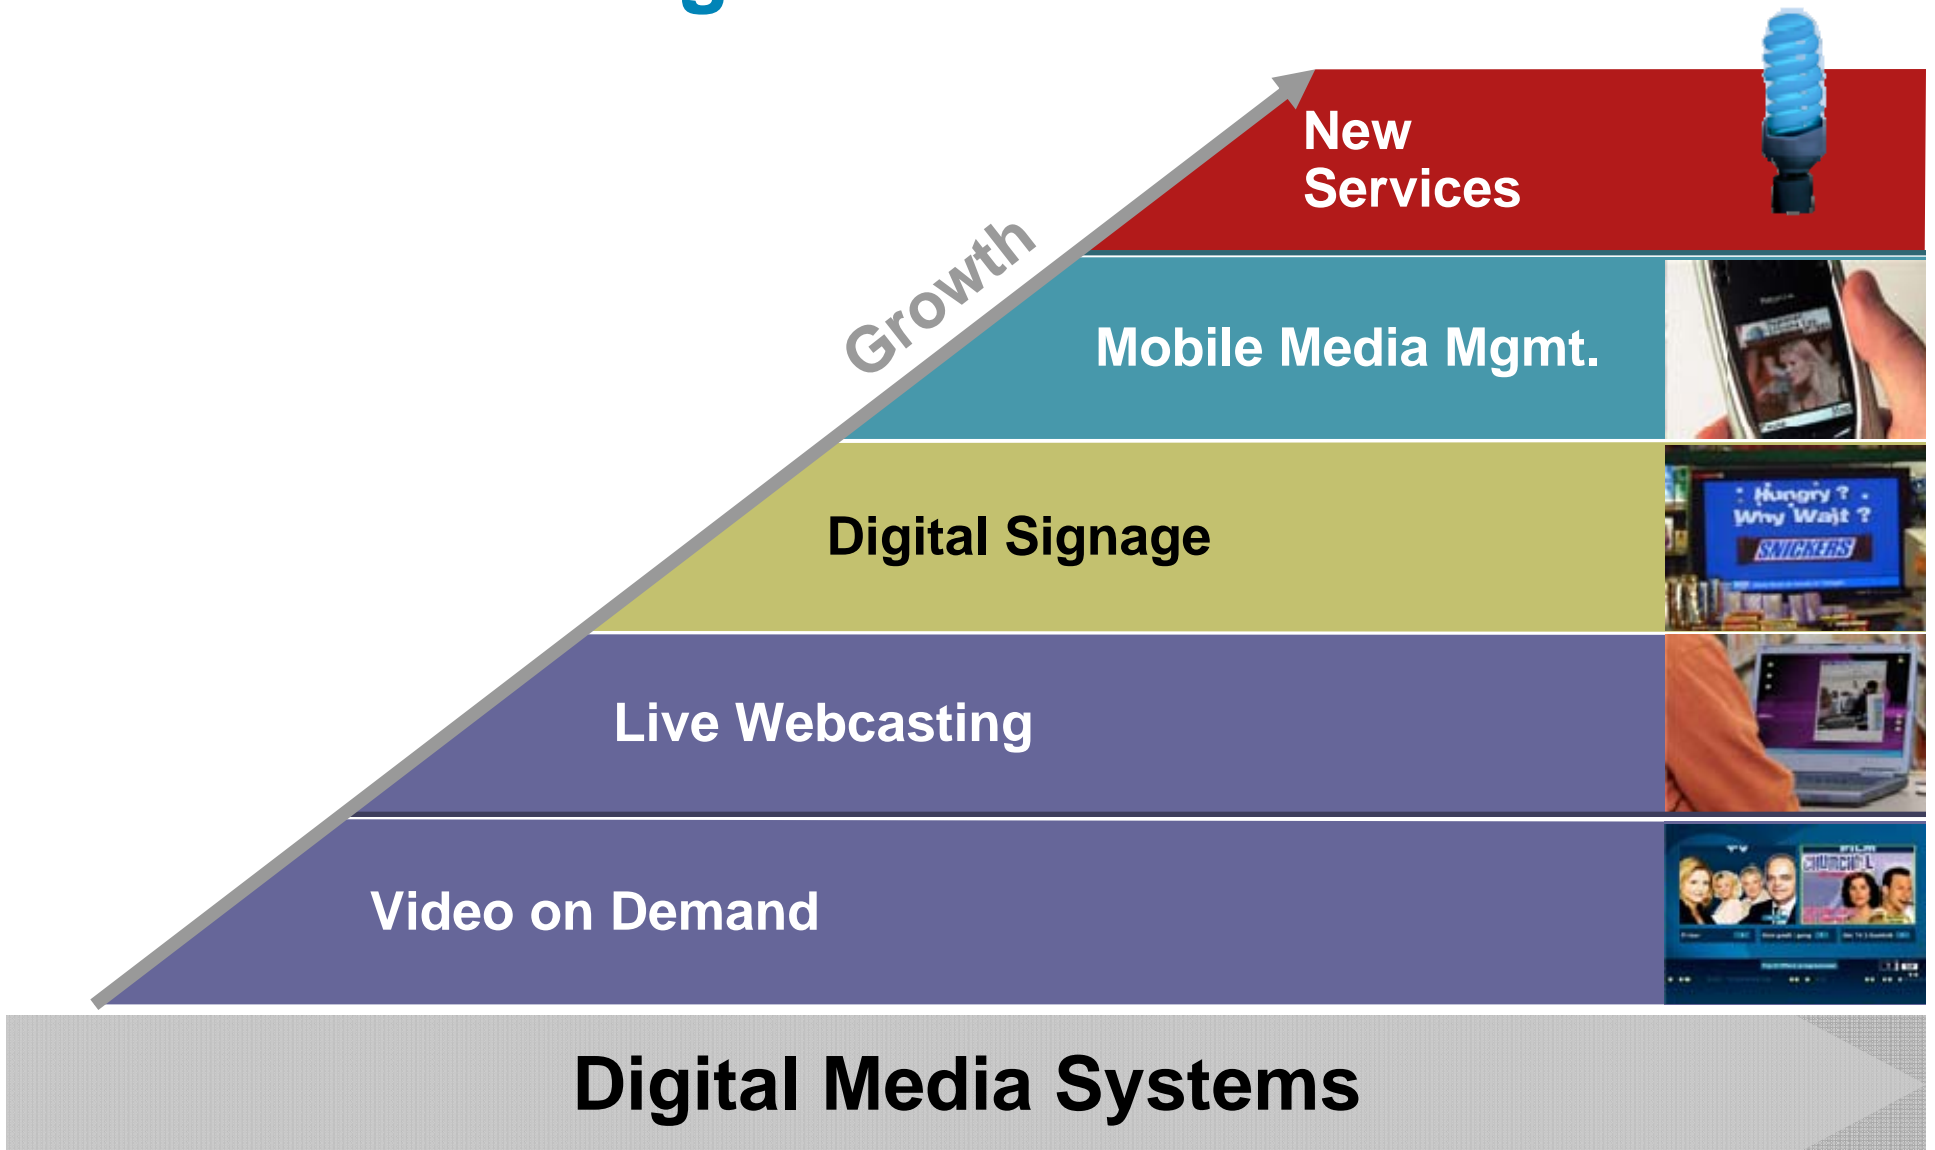 g
New
Services
Growth
Mobile Media Mgmt.
Digital Signage
Hungry ?
Why Wait ?
SNICKERS
Live Webcasting
Video on Demand
Digital Media Systems